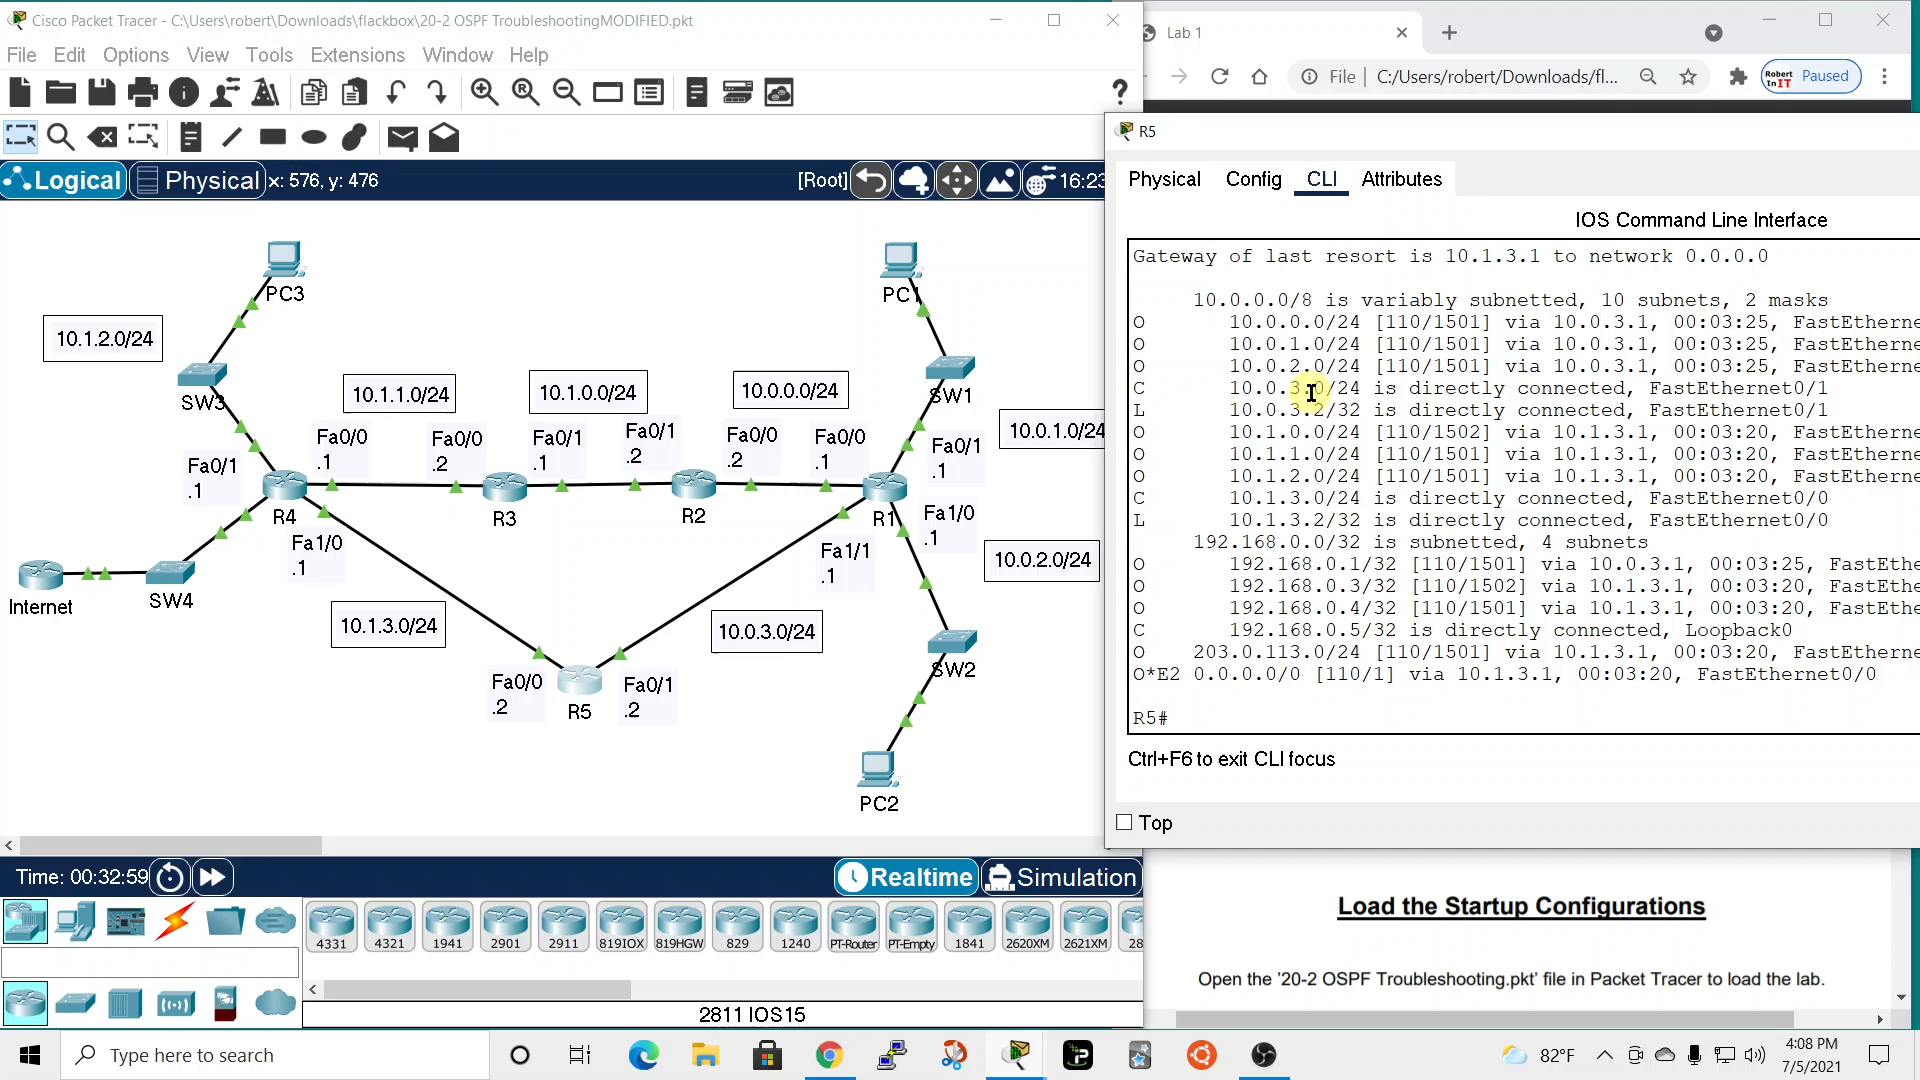 Cisco Packet Tracer - C:\Users\robert\Downloads\flackbox\20-2 OSPF TroubleshootingMODIFIED.pkt
File Edit Options View Tools Extensions Window Help
Logical
Physical
x: 576, y: 476
[Root]
16:23
PC3
PC1
10.1.2.0/24
SW3
10.1.1.0/24
10.1.0.0/24
10.0.0.0/24
SW1
10.0.1.0/24
Fa0/0
.1
Fa0/0
.2
Fa0/1
.1
Fa0/1
.2
Fa0/0
.2
Fa0/0
.1
Fa0/1
.1
Fa0/1
.1
R4
R3
R2
R1
Fa1/0
.1
Fa1/0
.1
Fa1/1
.1
10.0.2.0/24
Internet
SW4
10.1.3.0/24
10.0.3.0/24
SW2
Fa0/0
.2
R5
Fa0/1
.2
PC2
Time: 00:32:59
Realtime
Simulation
4331
4321
1941
2901
2911
819IOX
819HGW
829
1240
PT-Router
PT-Empty
1841
2620XM
2621XM
28
2811 IOS15
Lab 1
File
C:/Users/robert/Downloads/fl...
Robert
InIT
Paused
R5
Physical Config CLI Attributes
IOS Command Line Interface
Gateway of last resort is 10.1.3.1 to network 0.0.0.0
10.0.0.0/8 is variably subnetted, 10 subnets, 2 masks
O 10.0.0.0/24 [110/1501] via 10.0.3.1, 00:03:25, FastEtherne
O 10.0.1.0/24 [110/1501] via 10.0.3.1, 00:03:25, FastEtherne
O 10.0.2.0/24 [110/1501] via 10.0.3.1, 00:03:25, FastEtherne
C 10.0.3.0/24 is directly connected, FastEthernet0/1
L 10.0.3.2/32 is directly connected, FastEthernet0/1
O 10.1.0.0/24 [110/1502] via 10.1.3.1, 00:03:20, FastEtherne
O 10.1.1.0/24 [110/1501] via 10.1.3.1, 00:03:20, FastEtherne
O 10.1.2.0/24 [110/1501] via 10.1.3.1, 00:03:20, FastEtherne
C 10.1.3.0/24 is directly connected, FastEthernet0/0
L 10.1.3.2/32 is directly connected, FastEthernet0/0
192.168.0.0/32 is subnetted, 4 subnets
O 192.168.0.1/32 [110/1501] via 10.0.3.1, 00:03:25, FastEthe
O 192.168.0.3/32 [110/1502] via 10.1.3.1, 00:03:20, FastEthe
O 192.168.0.4/32 [110/1501] via 10.1.3.1, 00:03:20, FastEthe
C 192.168.0.5/32 is directly connected, Loopback0
O 203.0.113.0/24 [110/1501] via 10.1.3.1, 00:03:20, FastEtherne
O*E2 0.0.0.0/0 [110/1] via 10.1.3.1, 00:03:20, FastEthernet0/0
R5#
Ctrl+F6 to exit CLI focus
Top
Load the Startup Configurations
Open the '20-2 OSPF Troubleshooting.pkt' file in Packet Tracer to load the lab.
Type here to search
82°F
4:08 PM
7/5/2021